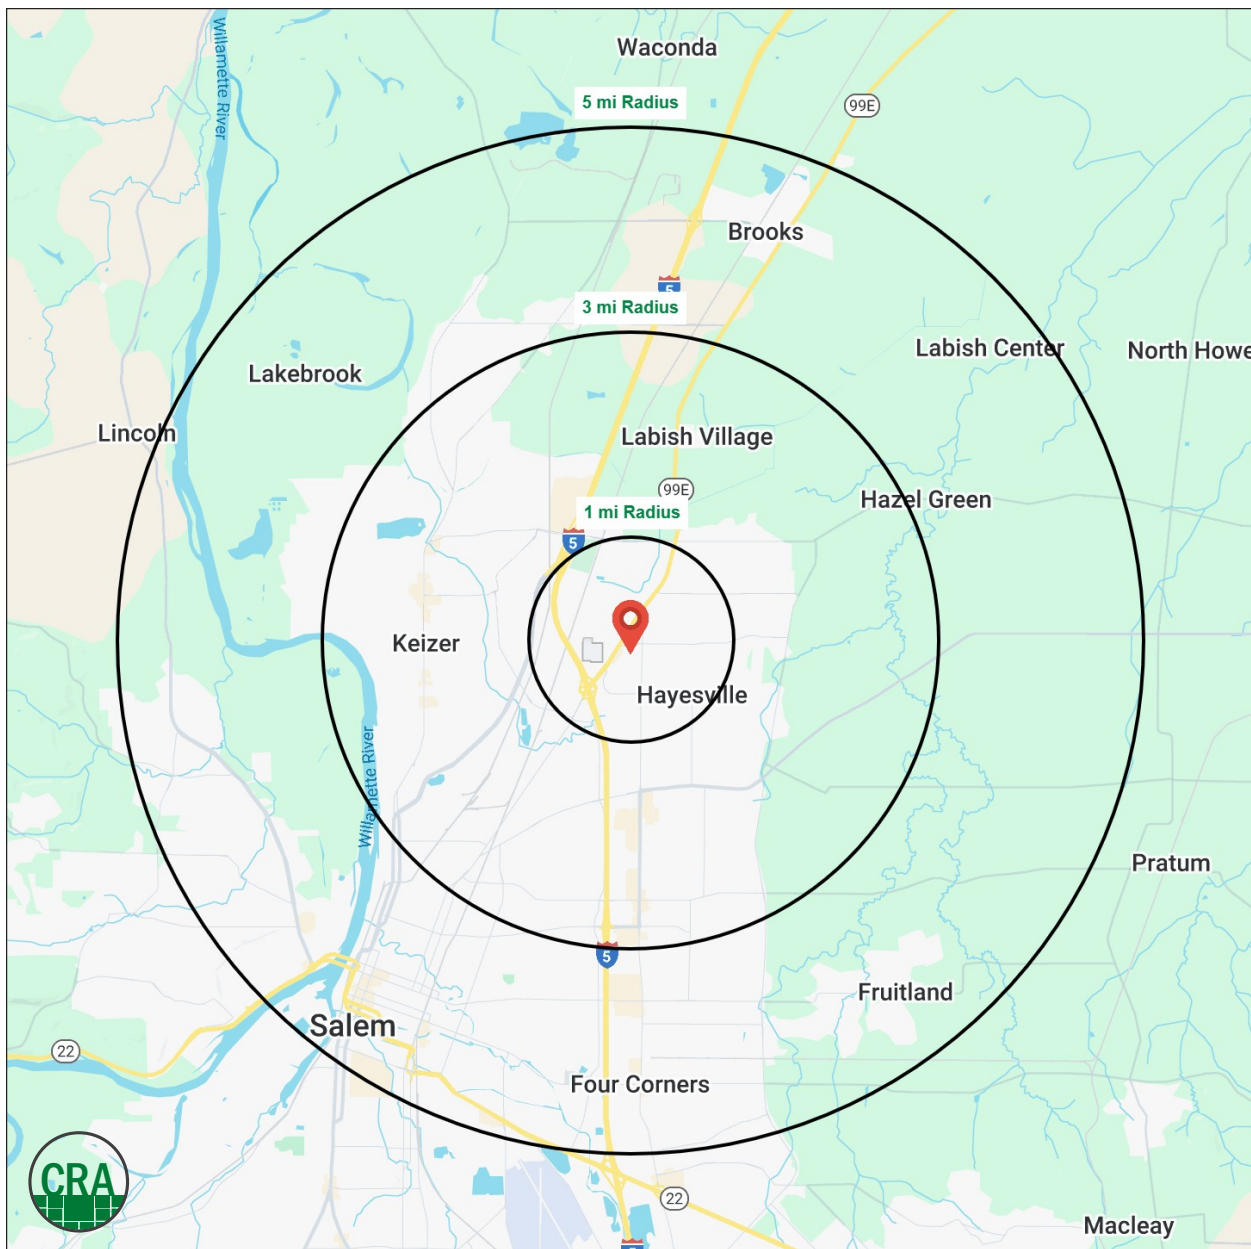 Waconda
Willamette River
5 mi Radius
99E
Brooks
5
3 mi Radius
Labish Center
North Howe
Lakebrook
Lincoln
Labish Village
99E
Hazel Green
1 mi Radius
5
Keizer
Hayesville
Willamette River
Pratum
5
Fruitland
Salem
22
Four Corners
CRA
22
Macleay